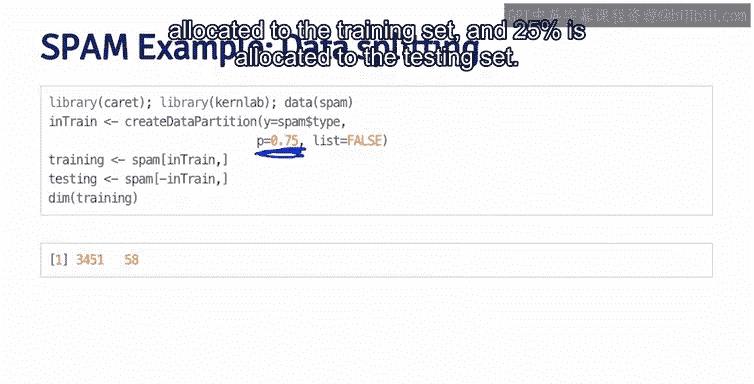 allocated to the training set, and 25% is
allocated to the testing set.
SPAM Example: Data splitting
library(caret); library(kernlab); data(spam)
inTrain <- createDataPartition(y=spam$type,
p=0.75, list=FALSE)
training <- spam[inTrain,]
testing <- spam[-inTrain,]
dim(training)
[1] 3451 58